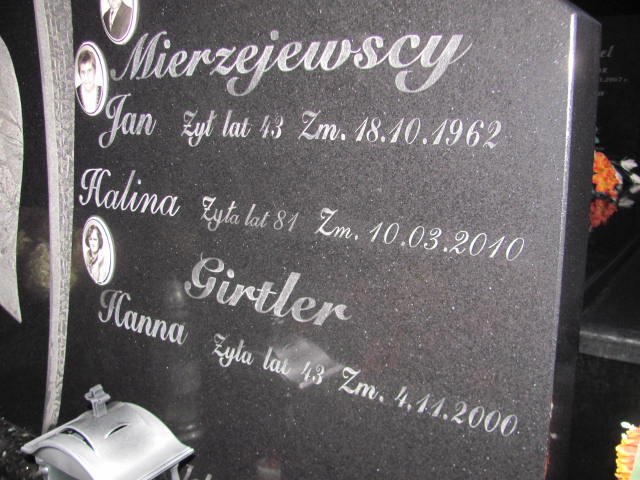 Mierzejewscy
Jan Żył lat 43 Zm. 18.10.1962
Halina Żyła lat 81 Zm. 10.03.2010
Girtler
Hanna Żyła lat 43 Zm. 4.11.2000